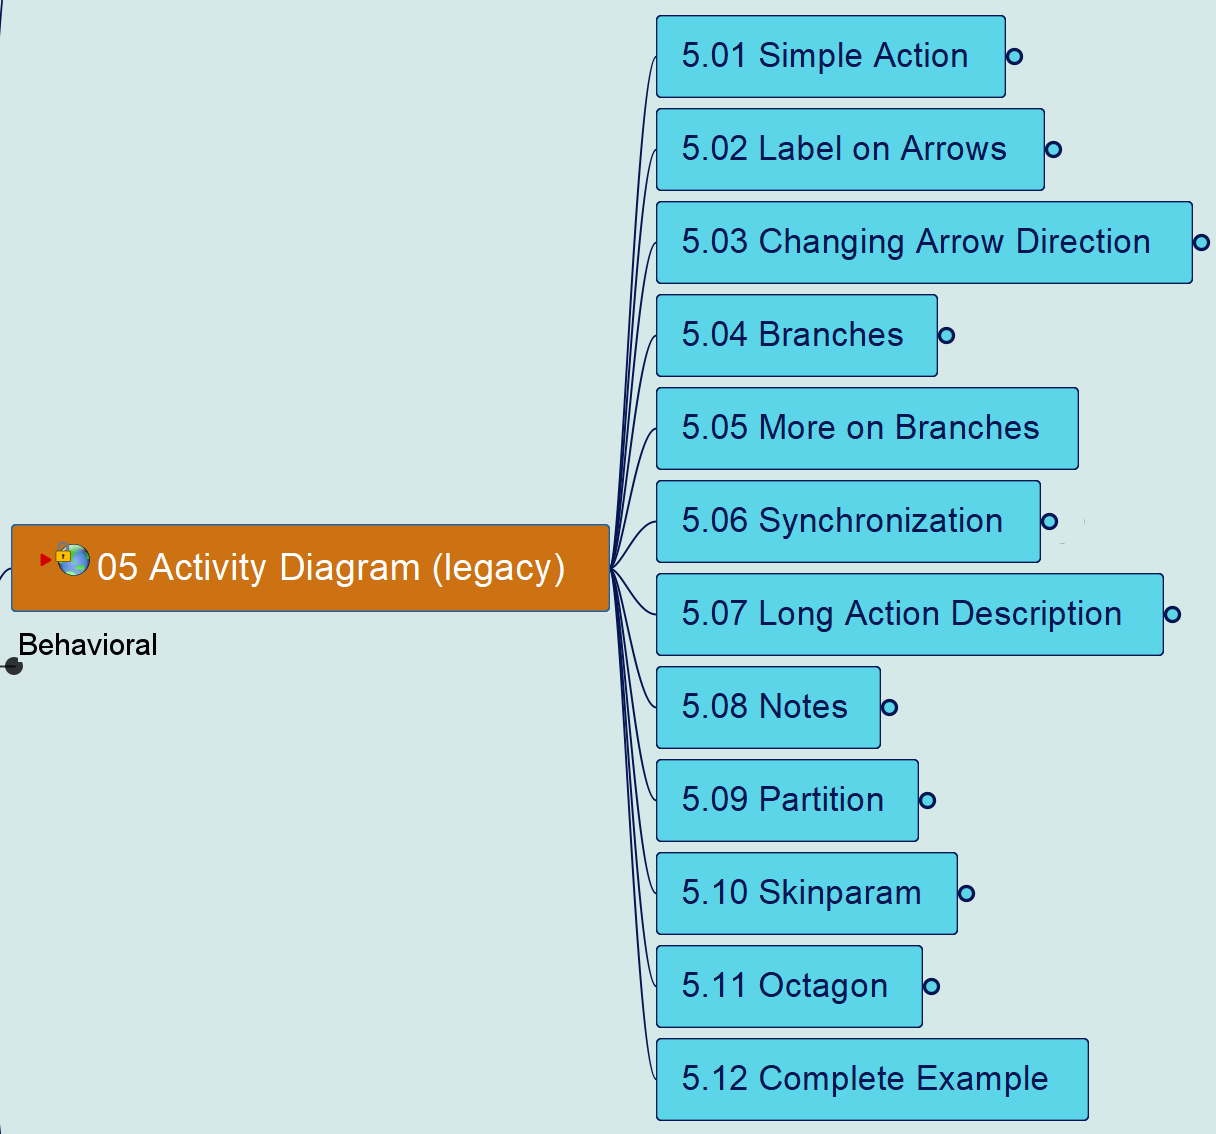 5.01 Simple Action
5.02 Label on Arrows
5.03 Changing Arrow Direction
5.04 Branches
5.05 More on Branches
5.06 Synchronization
05 Activity Diagram (legacy)
5.07 Long Action Description
Behavioral
5.08 Notes
5.09 Partition
5.10 Skinparam
5.11 Octagon
5.12 Complete Example